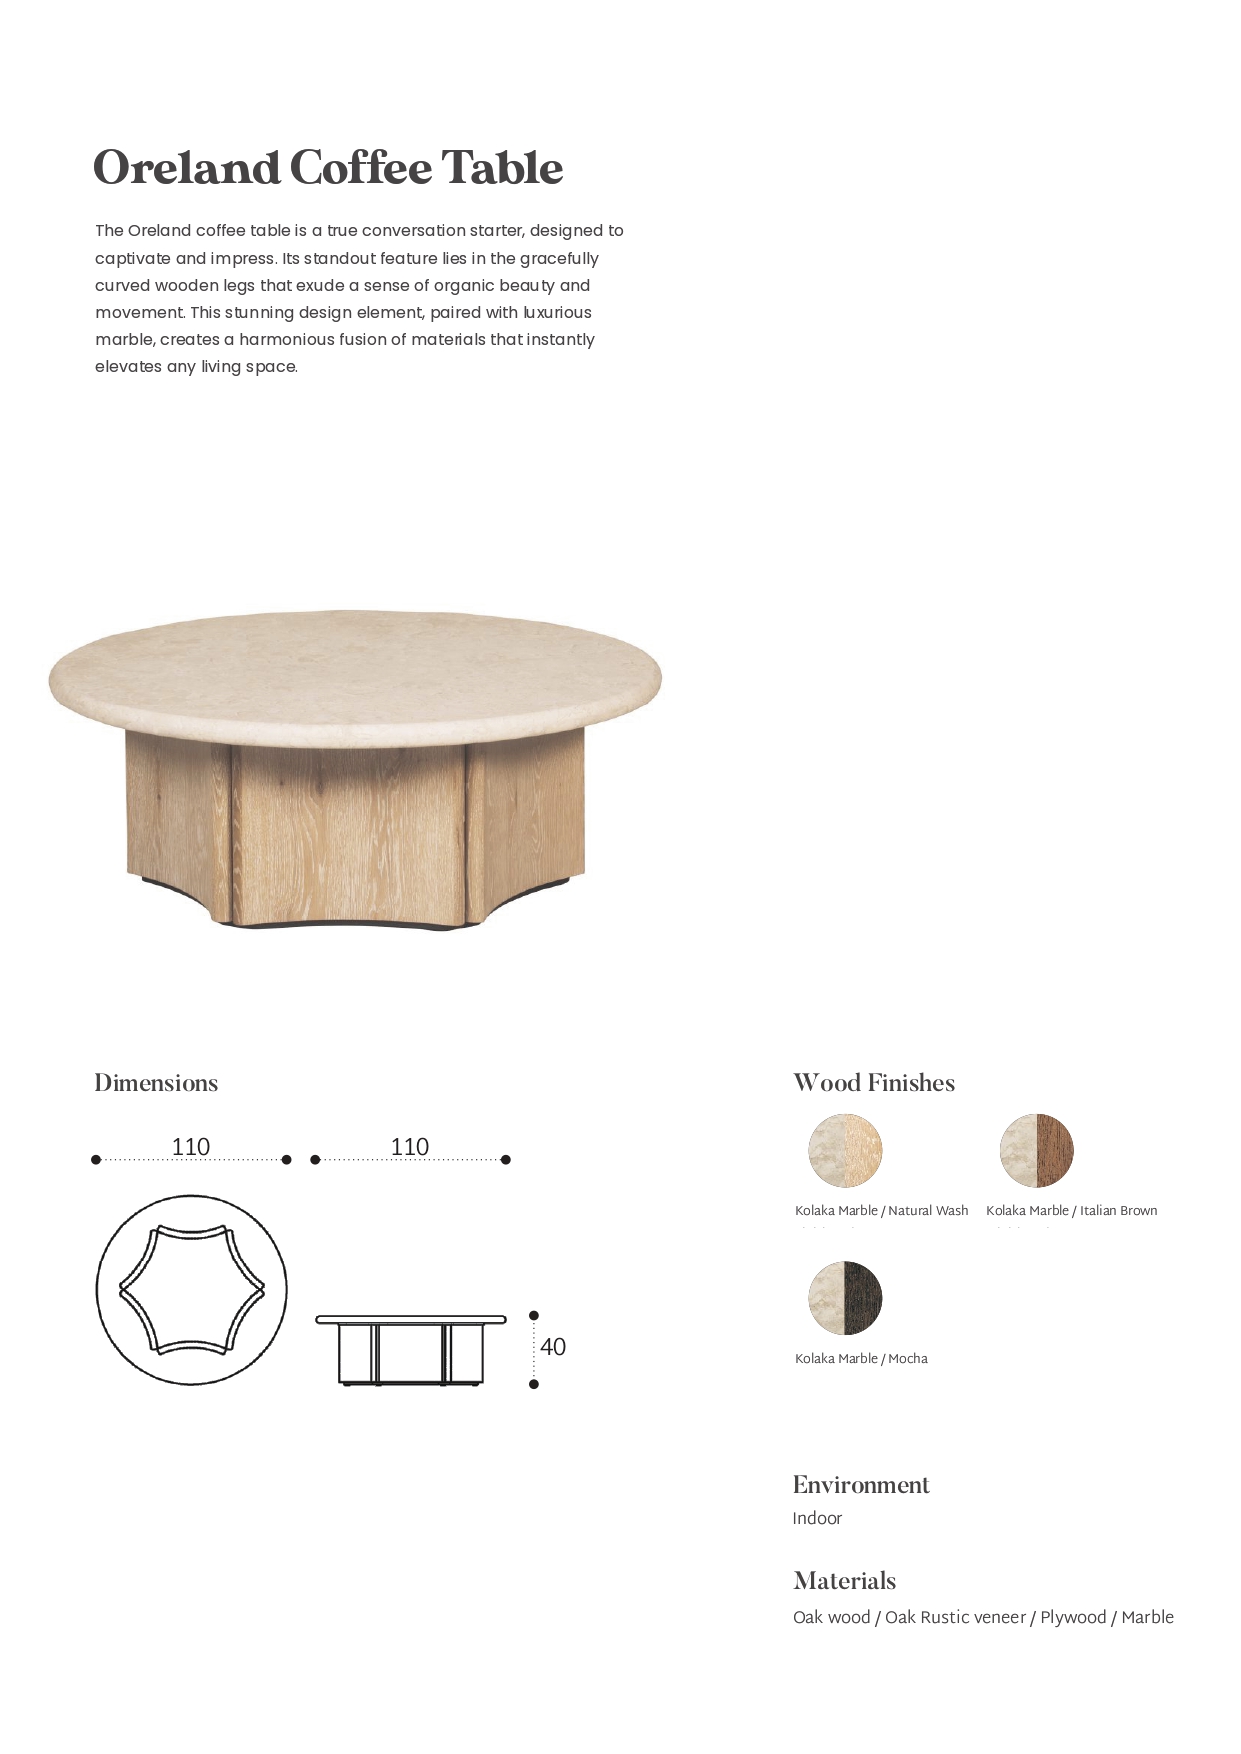 Oreland Coffee Table
The Oreland coffee table is a true conversation starter, designed to
captivate and impress. Its standout feature lies in the gracefully
curved wooden legs that exude a sense of organic beauty and
movement. This stunning design element, paired with luxurious
marble, creates a harmonious fusion of materials that instantly
elevates any living space.
Dimensions
110
110
40
Wood Finishes
Kolaka Marble / Natural Wash
Kolaka Marble / Italian Brown
Kolaka Marble / Mocha
Environment
Indoor
Materials
Oak wood / Oak Rustic veneer / Plywood / Marble